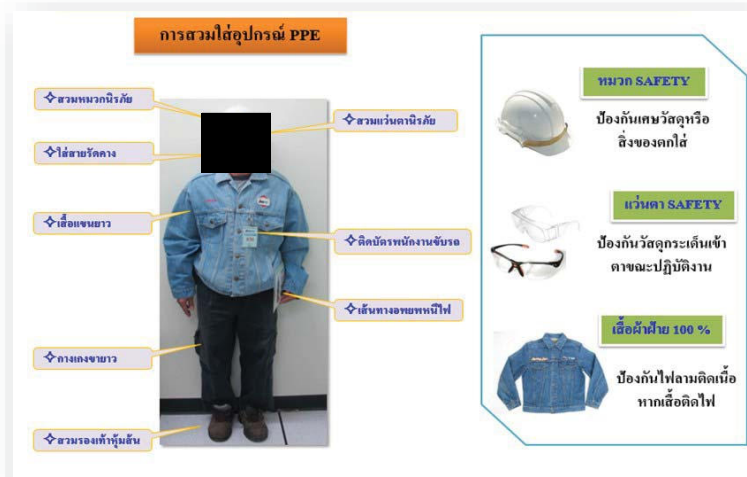 การสวมใส่อุปกรณ์ PPE
สวมหมวกนิรภัย
ใส่สายรัดคาง
เสื้อแขนยาว
กางเกงขายาว
สวมรองเท้าหุ้มส้น
สวมแว่นตานิรภัย
ติดบัตรพนักงานขับรถ
เส้นทางอพยพหนีไฟ
หมวก SAFETY
ป้องกันเศษวัสดุหรือ
สิ่งของตกใส่
แว่นตา SAFETY
ป้องกันวัสดุกระเด็นเข้า
ตาขณะปฏิบัติงาน
เสื้อผ้าฝ้าย 100 %
ป้องกันไฟลามติดเนื้อ
หากเสื้อติดไฟ